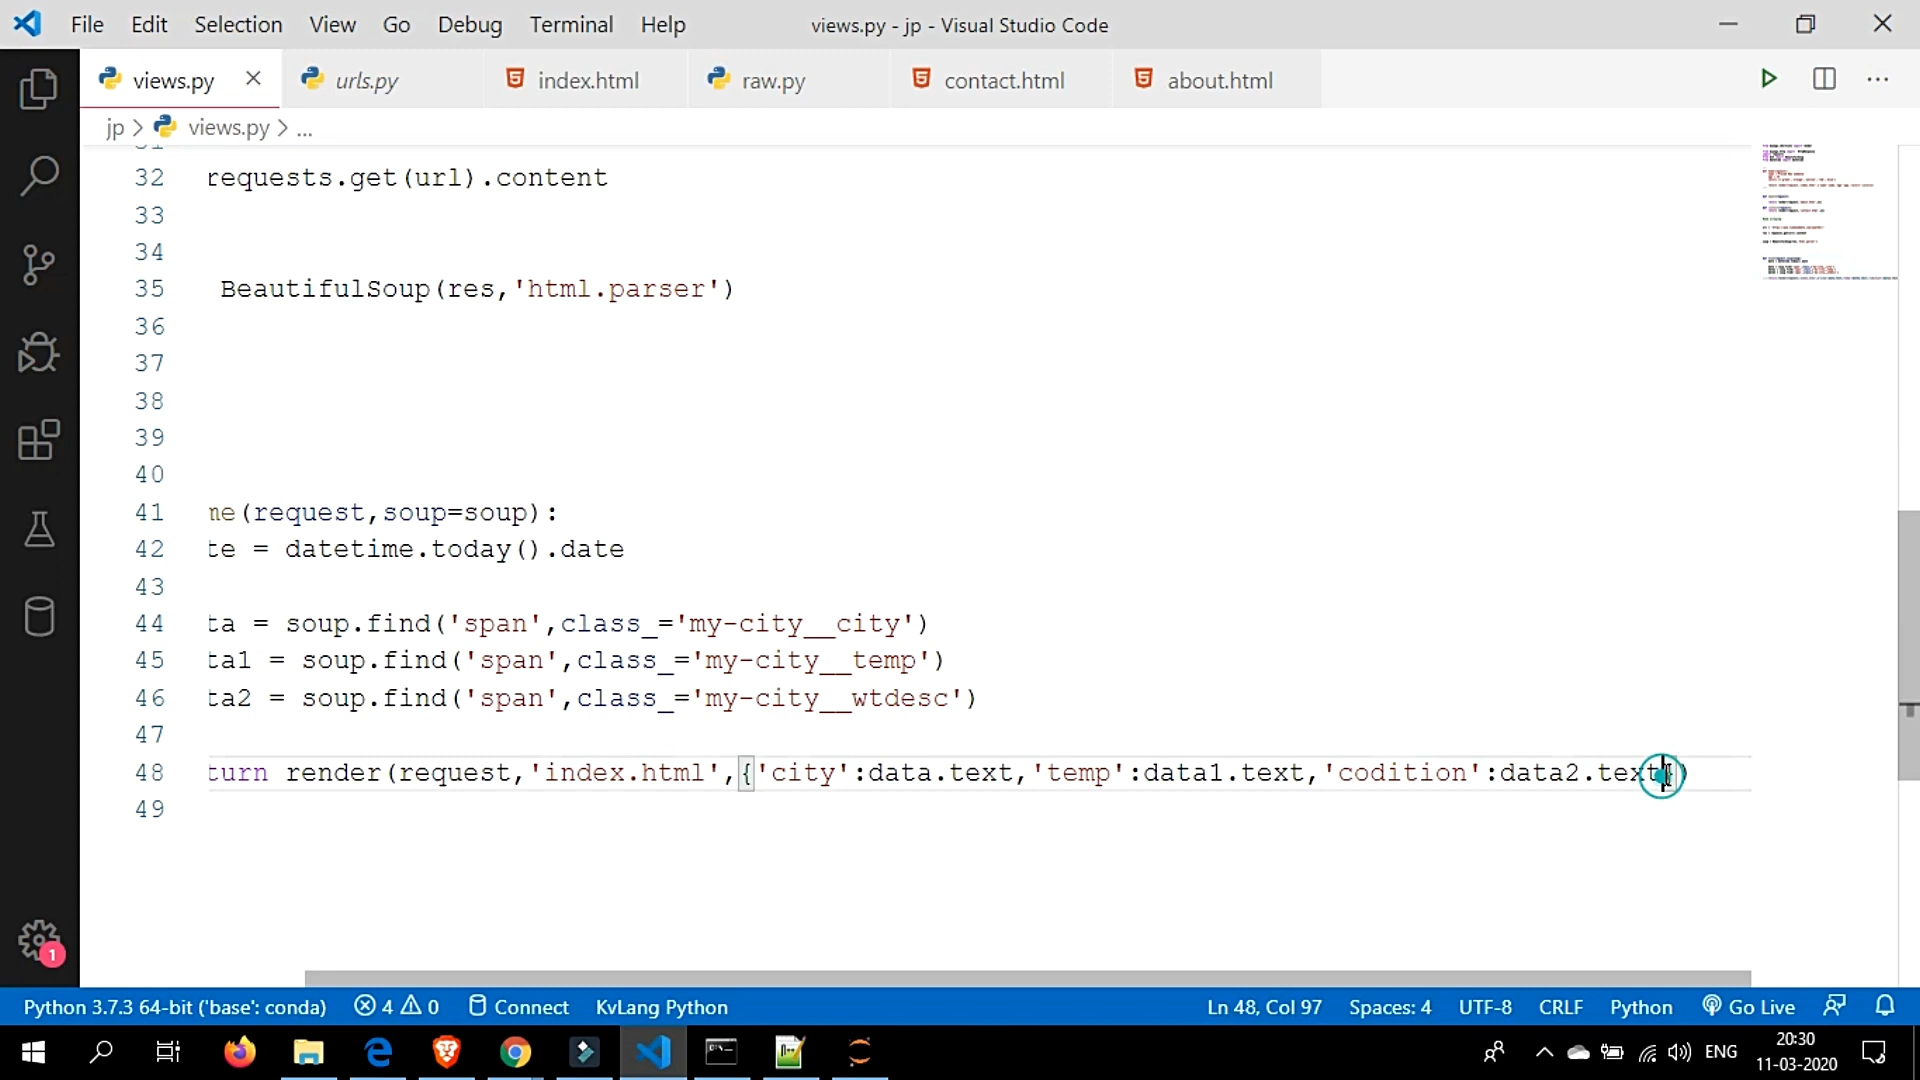 File Edit Selection View Go Debug Terminal Help
views.py - jp - Visual Studio Code
views.py
urls.py
index.html
raw.py
contact.html
about.html
jp > views.py > ...
31
32 requests.get(url).content
33
34
35 BeautifulSoup(res,'html.parser')
36
37
38
39
40
41 me(request,soup=soup):
42 te = datetime.today().date
43
44 ta = soup.find('span',class_='my-city__city')
45 ta1 = soup.find('span',class_='my-city__temp')
46 ta2 = soup.find('span',class_='my-city__wtdesc')
47
48 turn render(request,'index.html',{'city':data.text,'temp':data1.text,'codition':data2.text})
49
1
Python 3.7.3 64-bit ('base': conda) 4 0 Connect KvLang Python Ln 48, Col 97 Spaces: 4 UTF-8 CRLF Python Go Live
ENG
20:30
11-03-2020